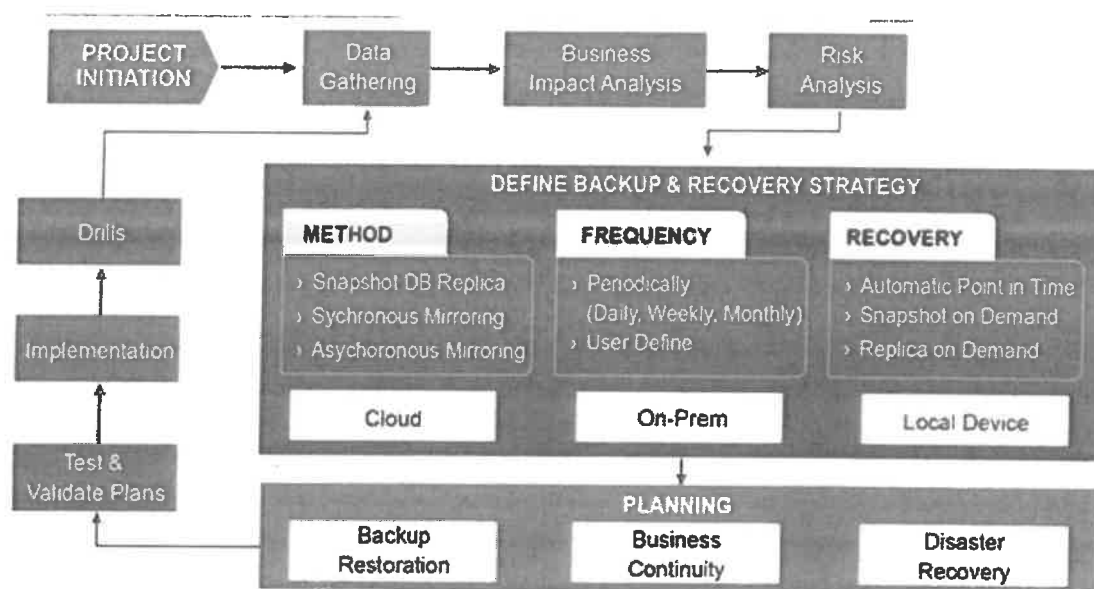 PROJECT
INITIATION
Data
Gathering
Business
Impact Analysis
Risk
Analysis
DEFINE BACKUP & RECOVERY STRATEGY
METHOD
› Snapshot DB Replica
› Sychronous Mirroring
› Asychoronous Mirroring
FREQUENCY
› Periodically
(Daily, Weekly, Monthly)
› User Define
RECOVERY
› Automatic Point in Time
› Snapshot on Demand
› Replica on Demand
Cloud
On-Prem
Local Device
PLANNING
Backup
Restoration
Business
Continuity
Disaster
Recovery
Test &
Validate Plans
Implementation
Drills